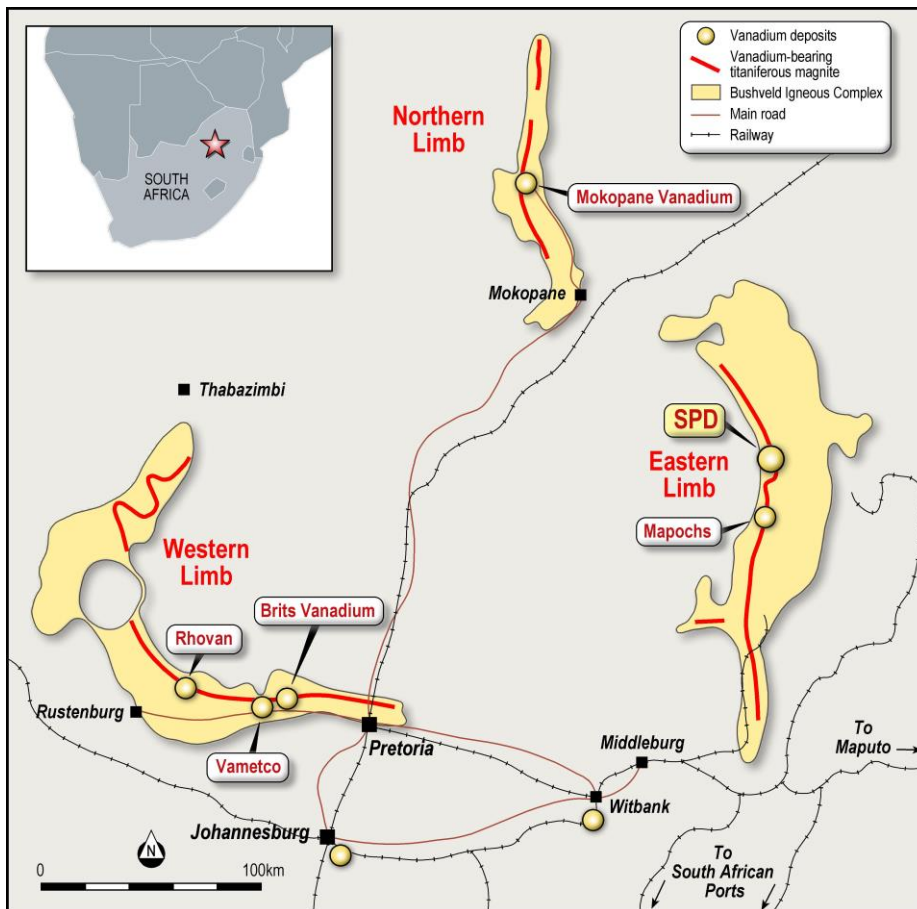 SOUTH
AFRICA
Vanadium deposits
Vanadium-bearing
titaniferous magnite
Bushveld Igneous Complex
Main road
Railway
Northern
Limb
Mokopane Vanadium
Mokopane
Thabazimbi
SPD
Eastern
Limb
Mapochs
Western
Limb
Brits Vanadium
Rhovan
Rustenburg
Vametco
Pretoria
Middleburg
To
Maputo
Witbank
Johannesburg
To
South African
Ports
N
0
100km